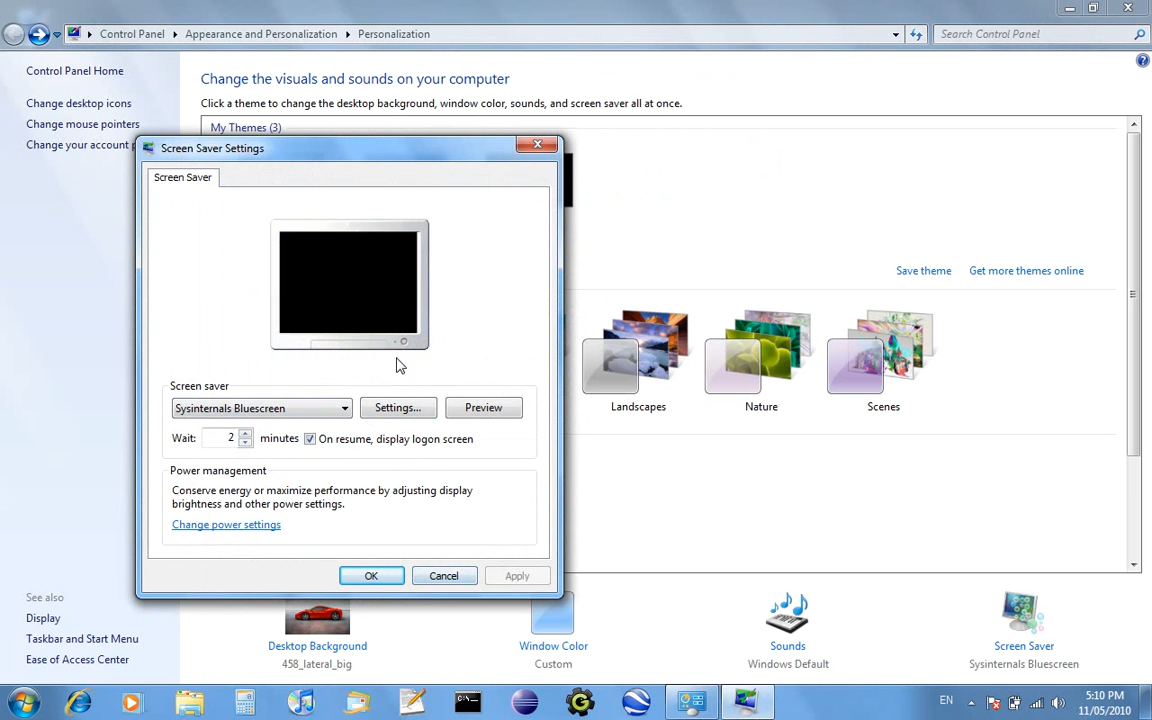 Control Panel
Appearance and Personalization
Personalization
Search Control Panel
Control Panel Home
Change the visuals and sounds on your computer
Change desktop icons
Click a theme to change the desktop background, window color, sounds, and screen saver all at once.
Change mouse pointers
My Themes (3)
Change your account p
Screen Saver Settings
Screen Saver
Save theme
Get more themes online
Screen saver
Sysinternals Bluescreen
Settings...
Preview
Wait: 2 minutes
On resume, display logon screen
Power management
Conserve energy or maximize performance by adjusting display
brightness and other power settings.
Change power settings
OK
Cancel
Apply
Landscapes
Nature
Scenes
See also
Display
Taskbar and Start Menu
Ease of Access Center
Desktop Background
458_lateral_big
Window Color
Custom
Sounds
Windows Default
Screen Saver
Sysinternals Bluescreen
EN
5:10 PM
11/05/2010